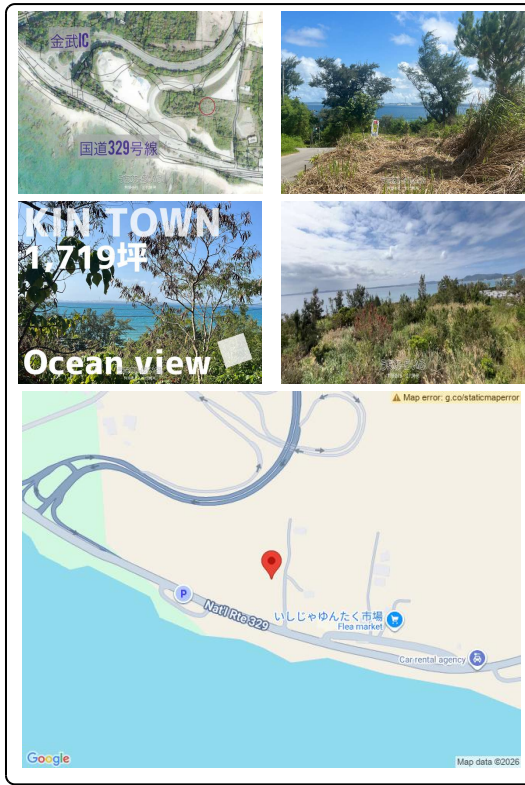 金武IC
国道329号線
KIN TOWN
1,719坪
Ocean view
Map error: g.co/staticmaperror
P
Nat'l Rte 329
いしじゃゆんたく市場
Flea market
Car rental agency
Google
Map data ©2026